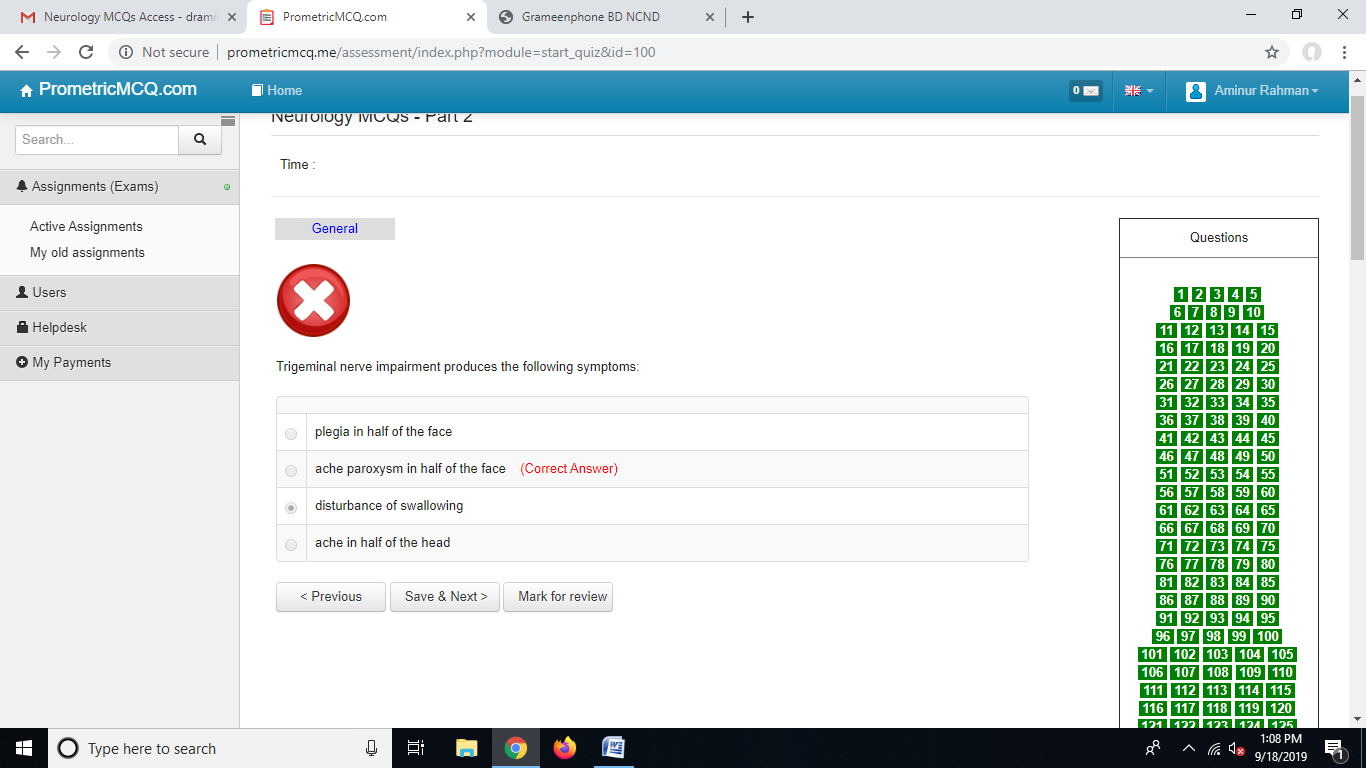 Neurology MCQs Access - drami
PrometricMCQ.com
Grameenphone BD NCND
Not secure | prometricmcq.me/assessment/index.php?module=start_quiz&id=100
PrometricMCQ.com
Home
0
Aminur Rahman
Neurology MCQs - Part 2
Search...
Time :
Assignments (Exams)
Active Assignments
My old assignments
Users
Helpdesk
My Payments
General
Trigeminal nerve impairment produces the following symptoms:
plegia in half of the face
ache paroxysm in half of the face (Correct Answer)
disturbance of swallowing
ache in half of the head
< Previous
Save & Next >
Mark for review
Questions
1 2 3 4 5
6 7 8 9 10
11 12 13 14 15
16 17 18 19 20
21 22 23 24 25
26 27 28 29 30
31 32 33 34 35
36 37 38 39 40
41 42 43 44 45
46 47 48 49 50
51 52 53 54 55
56 57 58 59 60
61 62 63 64 65
66 67 68 69 70
71 72 73 74 75
76 77 78 79 80
81 82 83 84 85
86 87 88 89 90
91 92 93 94 95
96 97 98 99 100
101 102 103 104 105
106 107 108 109 110
111 112 113 114 115
116 117 118 119 120
121 122 123 124 125
Type here to search
1:08 PM
9/18/2019
1